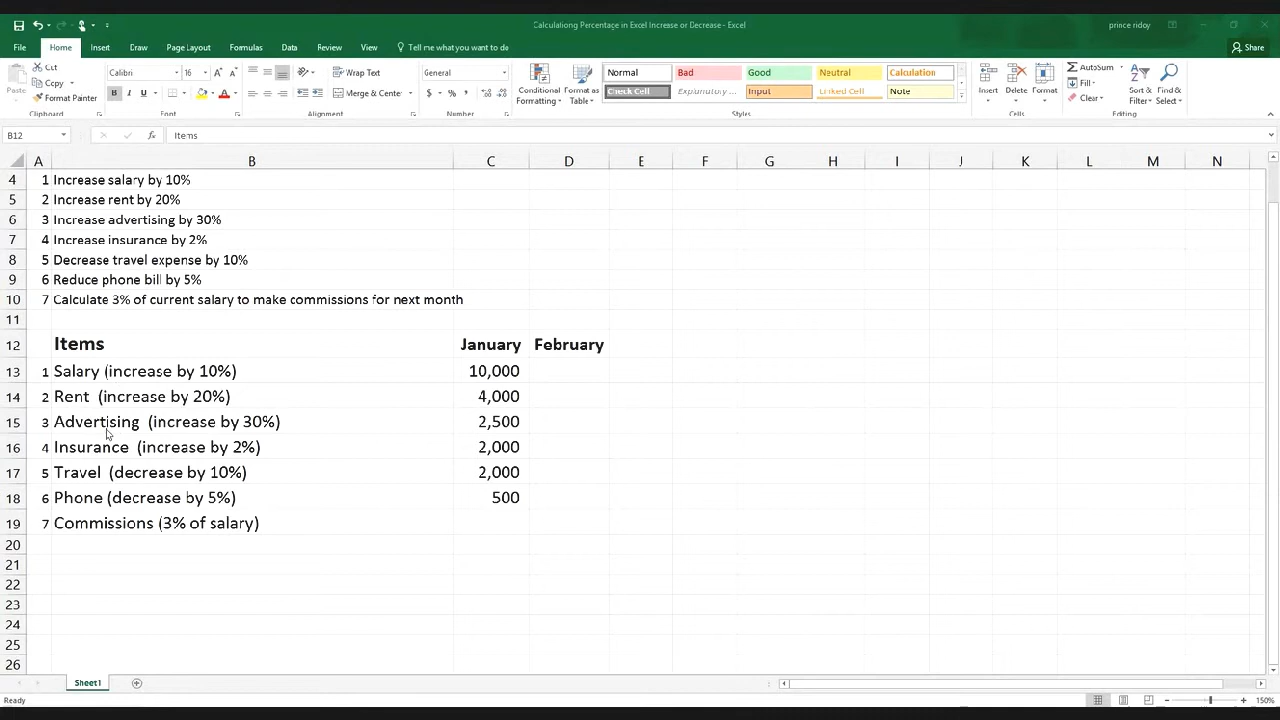 Calculationg Percentage in Excel Increase or Decrease - Excel
prince ridoy
File Home Insert Draw Page Layout Formulas Data Review View Tell me what you want to do Share
Cut
Copy
Format Painter
Paste
Clipboard
Calibri 16
B I U
Font
Wrap Text
Merge & Center
Alignment
General
$ %
Number
Conditional Formatting
Format as Table
Normal Bad Good Neutral Calculation
Check Cell Explanatory ... Input Linked Cell Note
Styles
Insert Delete Format
Cells
AutoSum
Fill
Clear
Sort & Filter
Find & Select
Editing
B12 fx Items
A B C D E F G H I J K L M N
4 1 Increase salary by 10%
5 2 Increase rent by 20%
6 3 Increase advertising by 30%
7 4 Increase insurance by 2%
8 5 Decrease travel expense by 10%
9 6 Reduce phone bill by 5%
10 7 Calculate 3% of current salary to make commissions for next month
11
12 Items January February
13 1 Salary (increase by 10%) 10,000
14 2 Rent (increase by 20%) 4,000
15 3 Advertising (increase by 30%) 2,500
16 4 Insurance (increase by 2%) 2,000
17 5 Travel (decrease by 10%) 2,000
18 6 Phone (decrease by 5%) 500
19 7 Commissions (3% of salary)
20
21
22
23
24
25
26
Sheet1
Ready
150%